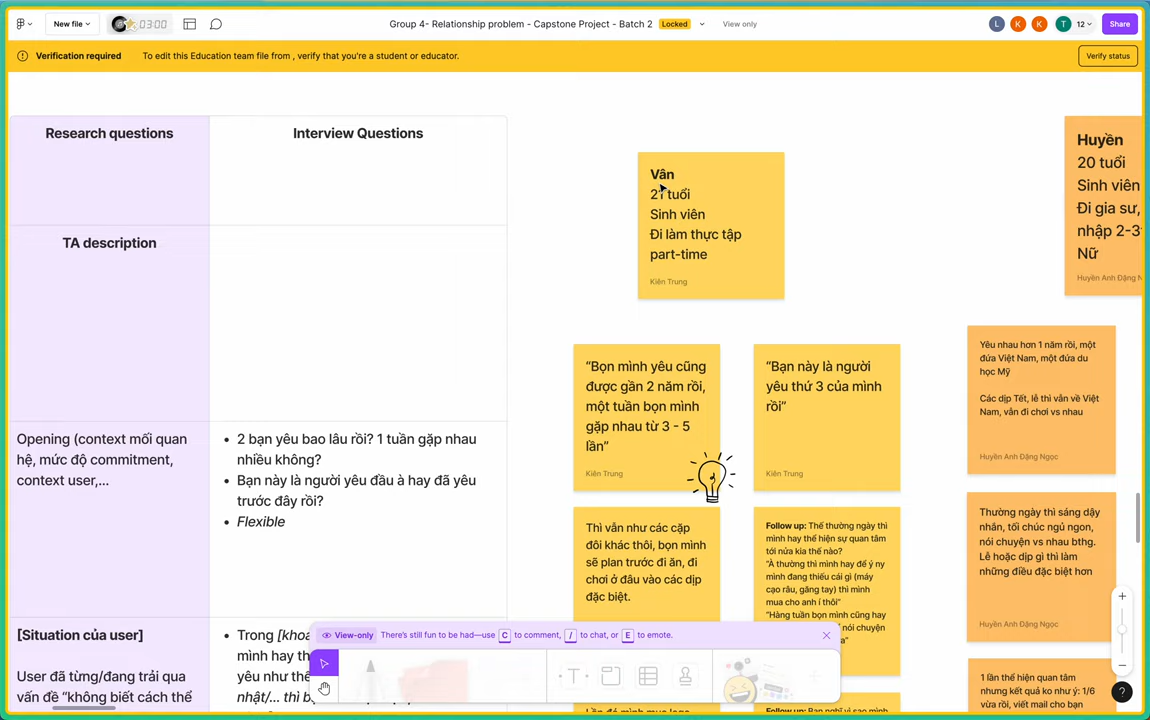 New file
03:00
Group 4- Relationship problem - Capstone Project - Batch 2
Locked
View only
L
K
K
T
12
Share
Verification required
To edit this Education team file from , verify that you're a student or educator.
Verify status
Research questions
Interview Questions
TA description
Opening (context mối quan
hệ, mức độ commitment,
context user,...
• 2 bạn yêu bao lâu rồi? 1 tuần gặp nhau
nhiều không?
• Bạn này là người yêu đầu à hay đã yêu
trước đây rồi?
• Flexible
[Situation của user]
User đã từng/đang trải qua
vấn đề “không biết cách thể
• Trong [khoả
mình hay th
yêu như thế
nhật/... thì b
Vân
21 tuổi
Sinh viên
Đi làm thực tập
part-time
Kiên Trung
“Bọn mình yêu cũng
được gần 2 năm rồi,
một tuần bọn mình
gặp nhau từ 3 - 5
lần”
Kiên Trung
“Bạn này là người
yêu thứ 3 của mình
rồi”
Kiên Trung
Thì vẫn như các cặp
đôi khác thôi, bọn mình
sẽ plan trước đi ăn, đi
chơi ở đâu vào các dịp
đặc biệt.
Follow up: Thế thường ngày thì
mình hay thể hiện sự quan tâm
tới nửa kia thế nào?
“À thường thì mình hay để ý ny
mình đang thiếu cái gì (máy
cạo râu, găng tay) thì mình
mua cho anh í thôi”
“Hàng tuần bọn mình cũng hay
nói chuyện
Huyền
20 tuổi
Sinh viên
Đi gia sư,
nhập 2-3
Nữ
Huyền Anh Đặng N
Yêu nhau hơn 1 năm rồi, một
đứa Việt Nam, một đứa du
học Mỹ
Các dịp Tết, lễ thì vẫn về Việt
Nam, vẫn đi chơi vs nhau
Huyền Anh Đặng Ngọc
Thường ngày thì sáng dậy
nhắn, tối chúc ngủ ngon,
nói chuyện vs nhau bthg.
Lễ hoặc dịp gì thì làm
những điều đặc biệt hơn
Huyền Anh Đặng Ngọc
1 lần thể hiện quan tâm
nhưng kết quả ko như ý: 1/6
vừa rồi, viết mail cho bạn
View-only
There's still fun to be had—use C to comment, / to chat, or E to emote.
T
+
−
?